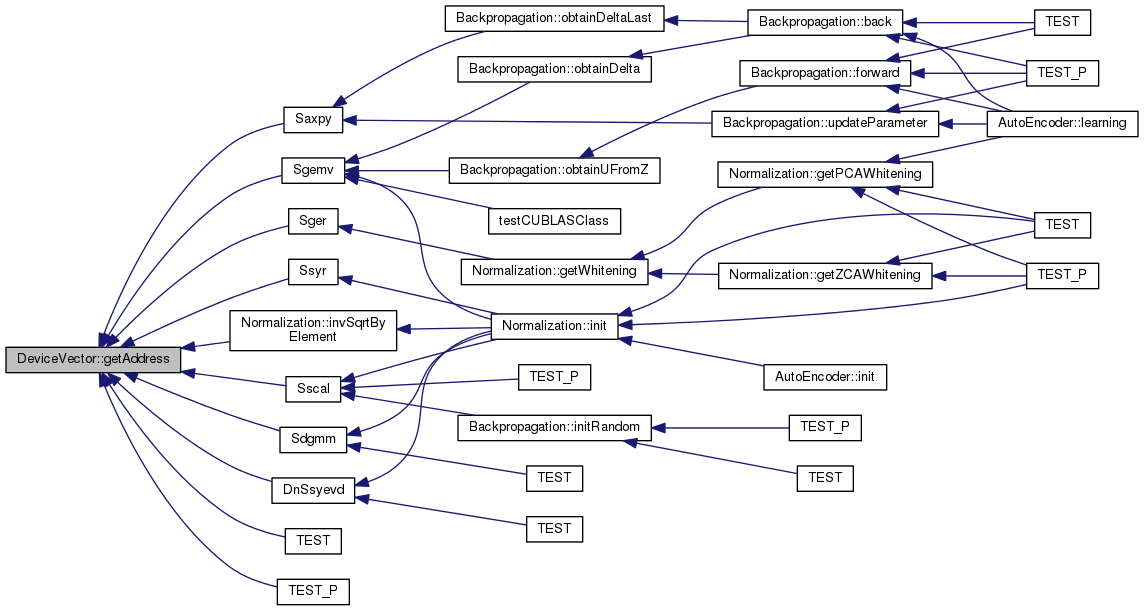 Backpropagation::obtainDeltaLast
Backpropagation::back
TEST
Backpropagation::obtainDelta
Backpropagation::forward
TEST_P
Saxpy
Backpropagation::updateParameter
AutoEncoder::learning
Sgemv
Backpropagation::obtainUFromZ
Normalization::getPCAWhitening
Sger
testCUBLASClass
TEST
Ssyr
Normalization::getWhitening
Normalization::getZCAWhitening
TEST_P
Normalization::invSqrtBy
Element
Normalization::init
DeviceVector::getAddress
Sscal
TEST_P
AutoEncoder::init
Sdgmm
Backpropagation::initRandom
TEST_P
DnSsyevd
TEST
TEST
TEST
TEST
TEST_P